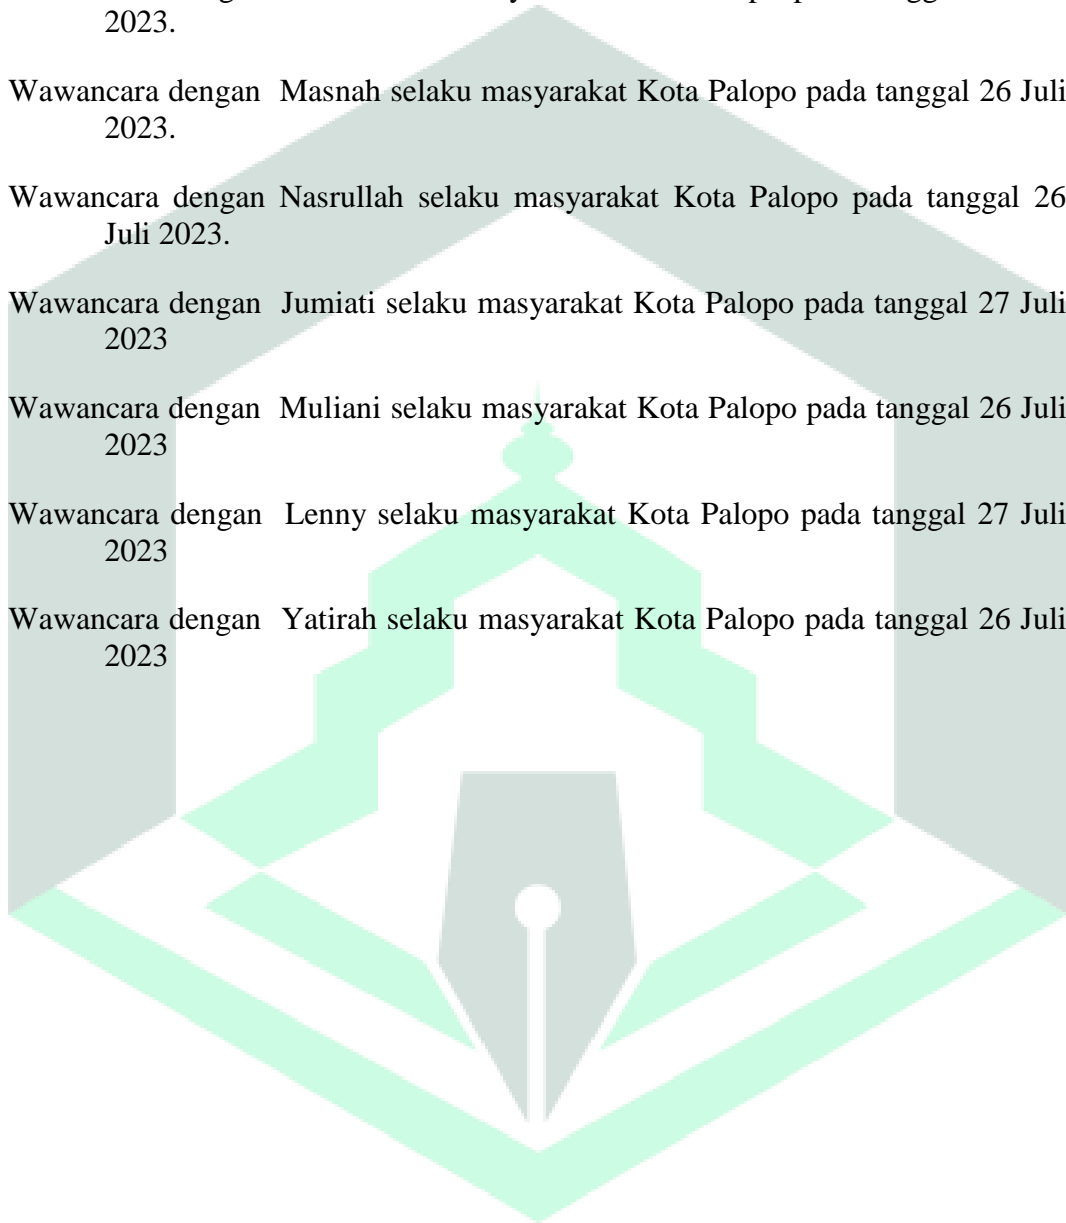 2023.
Wawancara dengan Masnah selaku masyarakat Kota Palopo pada tanggal 26 Juli
2023.
Wawancara dengan Nasrullah selaku masyarakat Kota Palopo pada tanggal 26
Juli 2023.
Wawancara dengan Jumiati selaku masyarakat Kota Palopo pada tanggal 27 Juli
2023
Wawancara dengan Muliani selaku masyarakat Kota Palopo pada tanggal 26 Juli
2023
Wawancara dengan Lenny selaku masyarakat Kota Palopo pada tanggal 27 Juli
2023
Wawancara dengan Yatirah selaku masyarakat Kota Palopo pada tanggal 26 Juli
2023